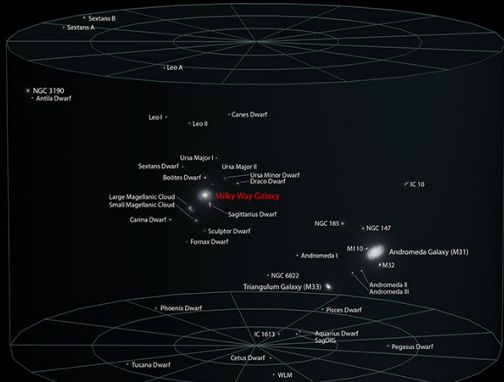 Sextans B
Sextans A
Leo A
NGC 3190
Antila Dwarf
Leo I
Leo II
Canes Dwarf
Ursa Major I
Ursa Major II
Sextans Dwarf
Boötes Dwarf
Ursa Minor Dwarf
Draco Dwarf
IC 10
Milky Way Galaxy
Large Magellanic Cloud
Small Magellanic Cloud
Sagittarius Dwarf
Carina Dwarf
Sculptor Dwarf
Fornax Dwarf
NGC 185
NGC 147
M110
Andromeda Galaxy (M31)
Andromeda I
M32
NGC 6822
Triangulum Galaxy (M33)
Andromeda II
Andromeda III
Phoenix Dwarf
Pisces Dwarf
IC 1613
Aquarius Dwarf
SagDIG
Pegasus Dwarf
Cetus Dwarf
Tucana Dwarf
WLM